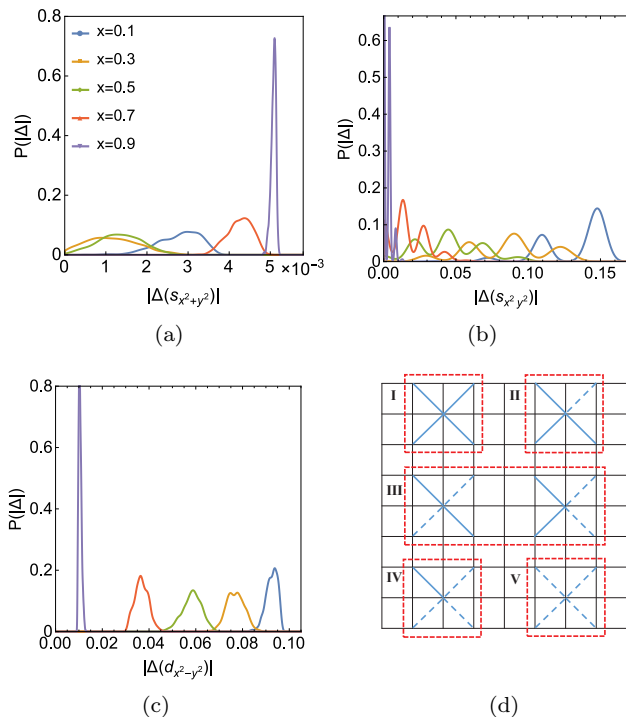 0.8
0.6
0.4
0.2
0
P(|Δ|)
x=0.1
x=0.3
x=0.5
x=0.7
x=0.9
0 1 2 3 4 5 ×10⁻³
|Δ(s_{x²+y²})|
(a)
0.6
0.5
0.4
0.3
0.2
0.1
0
P(|Δ|)
0.00 0.05 0.10 0.15
|Δ(s_{x² y²})|
(b)
0.8
0.6
0.4
0.2
0
P(|Δ|)
0.00 0.02 0.04 0.06 0.08 0.10
|Δ(d_{x²−y²})|
(c)
I II
III
IV V
(d)